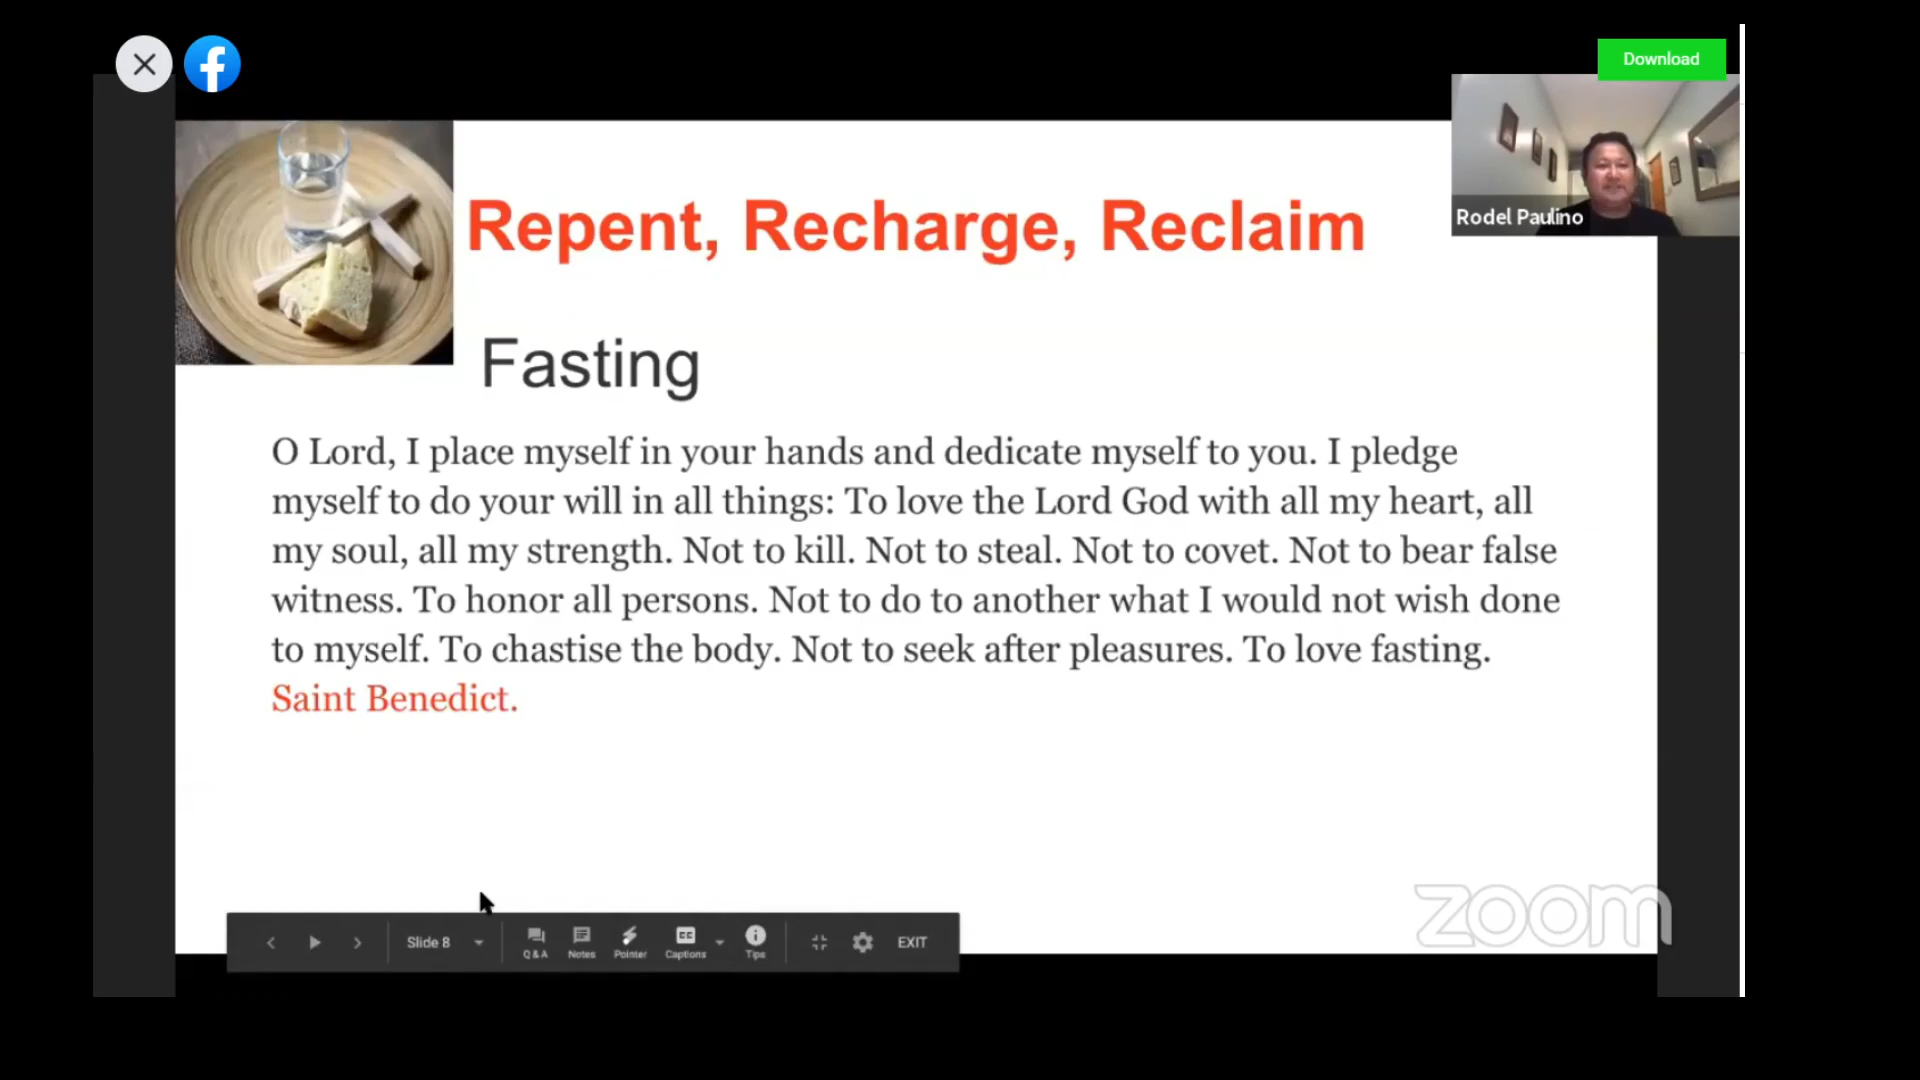 Download
Rodel Paulino
Repent, Recharge, Reclaim
Fasting
O Lord, I place myself in your hands and dedicate myself to you. I pledge
myself to do your will in all things: To love the Lord God with all my heart, all
my soul, all my strength. Not to kill. Not to steal. Not to covet. Not to bear false
witness. To honor all persons. Not to do to another what I would not wish done
to myself. To chastise the body. Not to seek after pleasures. To love fasting.
Saint Benedict.
zoom
Slide 8
Q & A
Notes
Pointer
CC
Captions
Tips
EXIT